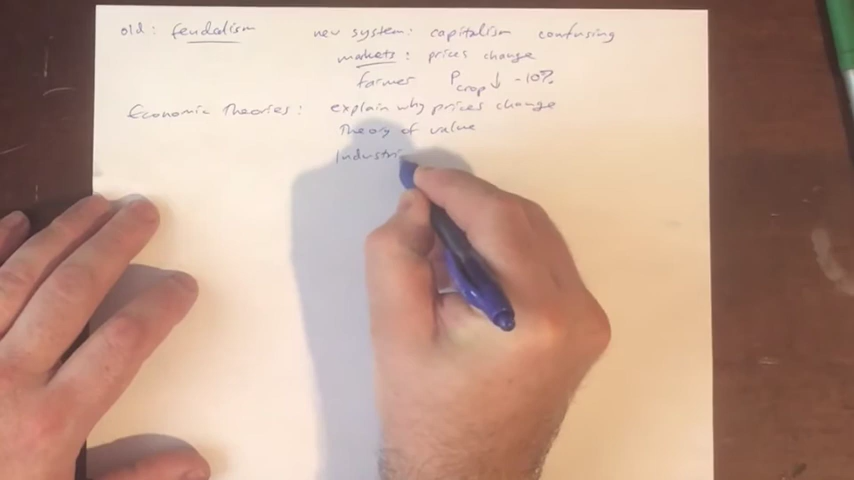 old: feudalism new system: capitalism confusing
markets: prices change
farmer P crop ↓ -10%
Economic Theories: explain why prices change
Theory of value
Industri